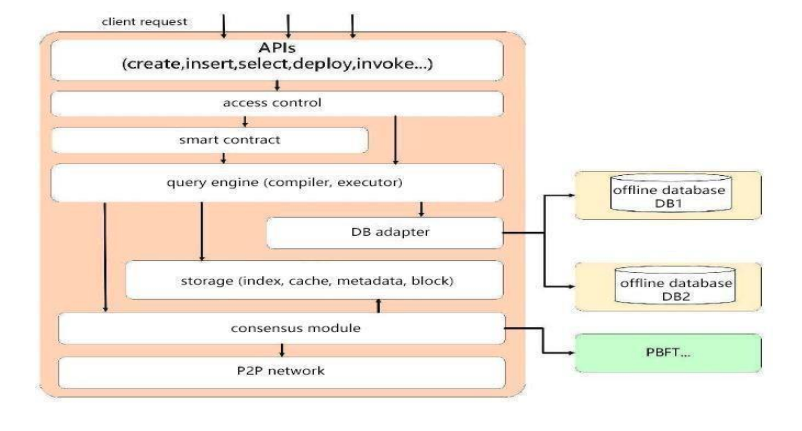 client request
APIs
(create,insert,select,deploy,invoke...)
access control
smart contract
query engine (compiler, executor)
DB adapter
storage (index, cache, metadata, block)
consensus module
P2P network
offline database
DB1
offline database
DB2
PBFT...